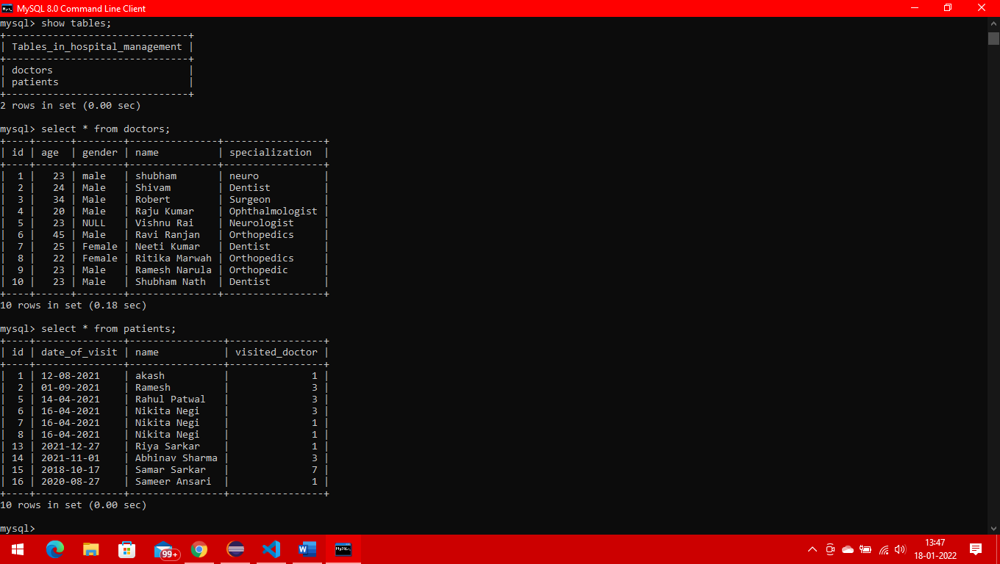 MySQL 8.0 Command Line Client
mysql> show tables;
+-------------------------------+
| Tables_in_hospital_management |
+-------------------------------+
| doctors                       |
| patients                      |
+-------------------------------+
2 rows in set (0.00 sec)

mysql> select * from doctors;
+----+------+--------+---------------+-----------------+
| id | age  | gender | name          | specialization  |
+----+------+--------+---------------+-----------------+
|  1 |   23 | male   | shubham       | neuro           |
|  2 |   24 | Male   | Shivam        | Dentist         |
|  3 |   34 | Male   | Robert        | Surgeon         |
|  4 |   20 | Male   | Raju Kumar    | Ophthalmologist |
|  5 |   23 | NULL   | Vishnu Rai    | Neurologist     |
|  6 |   45 | Male   | Ravi Ranjan   | Orthopedics     |
|  7 |   25 | Female | Neeti Kumar   | Dentist         |
|  8 |   22 | Female | Ritika Marwah | Orthopedics     |
|  9 |   23 | Male   | Ramesh Narula | Orthopedic      |
| 10 |   23 | Male   | Shubham Nath  | Dentist         |
+----+------+--------+---------------+-----------------+
10 rows in set (0.18 sec)

mysql> select * from patients;
+----+---------------+----------------+----------------+
| id | date_of_visit | name           | visited_doctor |
+----+---------------+----------------+----------------+
|  1 | 12-08-2021    | akash          |              1 |
|  2 | 01-09-2021    | Ramesh         |              3 |
|  5 | 14-04-2021    | Rahul Patwal   |              3 |
|  6 | 16-04-2021    | Nikita Negi    |              3 |
|  7 | 16-04-2021    | Nikita Negi    |              1 |
|  8 | 16-04-2021    | Nikita Negi    |              1 |
| 13 | 2021-12-27    | Riya Sarkar    |              1 |
| 14 | 2021-11-01    | Abhinav Sharma |              3 |
| 15 | 2018-10-17    | Samar Sarkar   |              7 |
| 16 | 2020-08-27    | Sameer Ansari  |              1 |
+----+---------------+----------------+----------------+
10 rows in set (0.00 sec)

mysql>
99+
13:47
18-01-2022